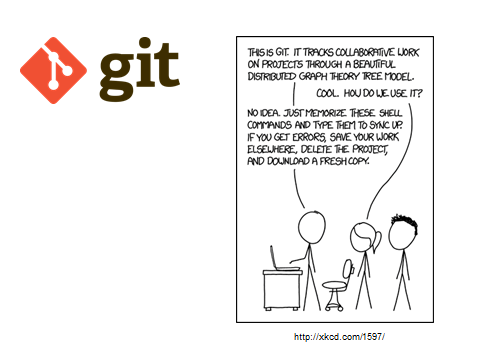 git
THIS IS GIT. IT TRACKS COLLABORATIVE WORK
ON PROJECTS THROUGH A BEAUTIFUL
DISTRIBUTED GRAPH THEORY TREE MODEL.
COOL. HOW DO WE USE IT?
NO IDEA. JUST MEMORIZE THESE SHELL
COMMANDS AND TYPE THEM TO SYNC UP.
IF YOU GET ERRORS, SAVE YOUR WORK
ELSEWHERE, DELETE THE PROJECT,
AND DOWNLOAD A FRESH COPY.
http://xkcd.com/1597/